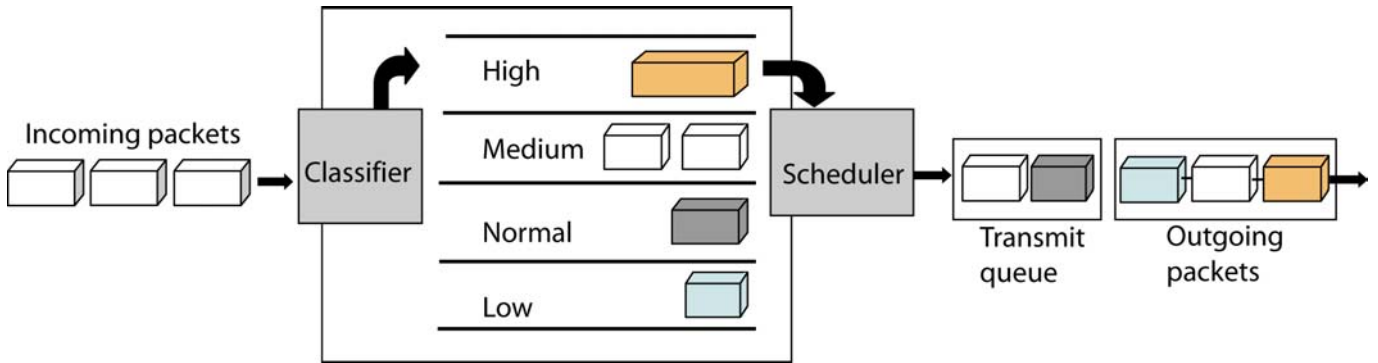 Incoming packets
Classifier
High
Medium
Normal
Low
Scheduler
Transmit
queue
Outgoing
packets